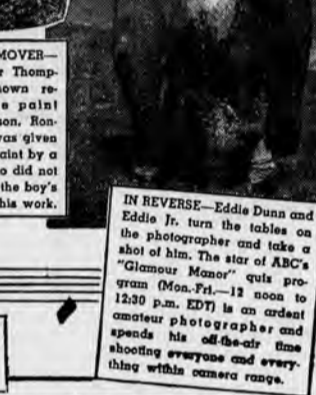 MOVER—
r Thomp-
own re-
e paint
son. Ron-
was given
aint by a
o did not
the boy's
his work.
IN REVERSE—Eddie Dunn and
Eddie Jr. turn the tables on
the photographer and take a
shot of him. The star of ABC's
"Glamour Manor" quis pro-
gram (Mon.-Fri.—12 noon to
12:30 p.m. EDT) is an ardent
amateur photographer and
spends his off-the-air time
shooting everyone and every-
thing within camera range.